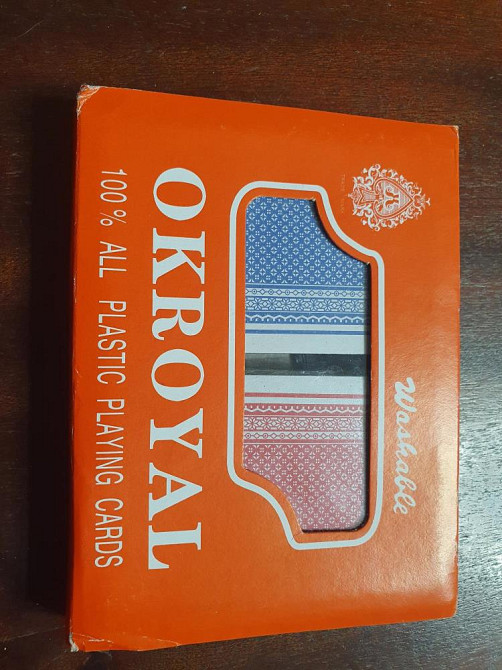 Washable
OKROYAL
100% ALL PLASTIC PLAYING CARDS